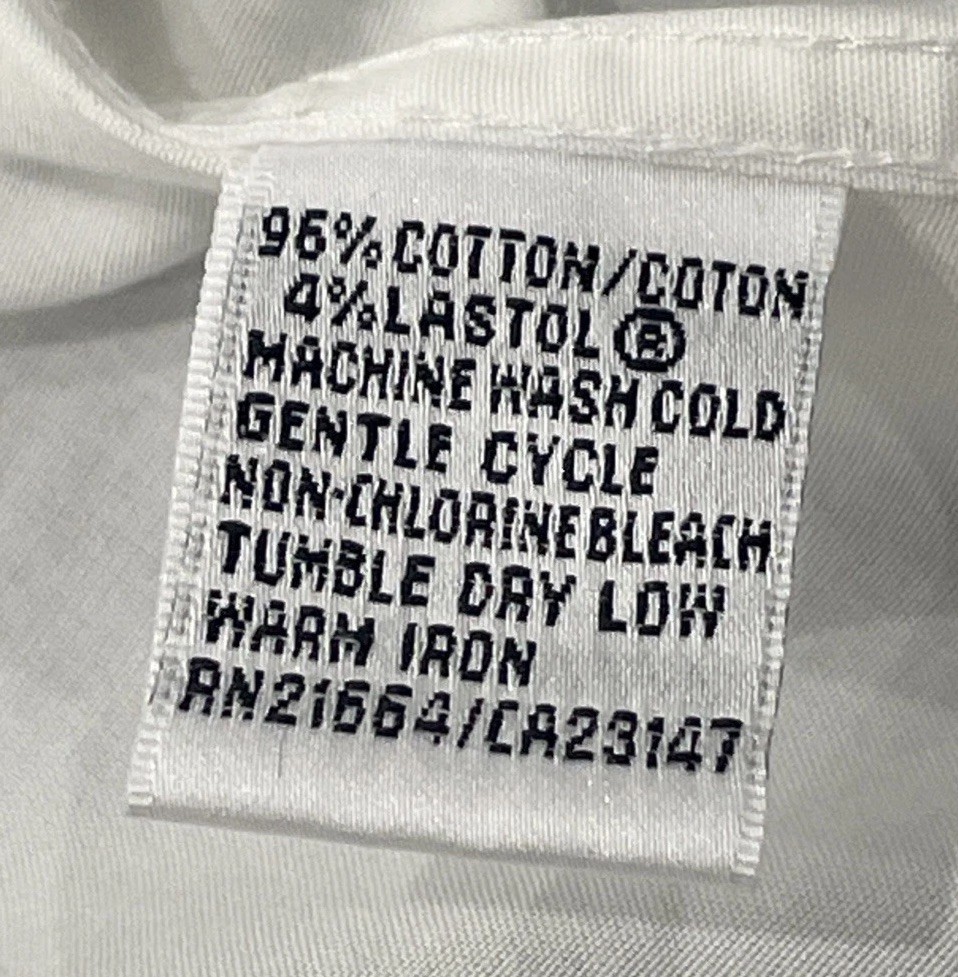 96% COTTON/COTON
4% LASTOL®
MACHINE WASH COLD
GENTLE CYCLE
NON-CHLORINE BLEACH
TUMBLE DRY LOW
WARM IRON
RN21664/CA23147